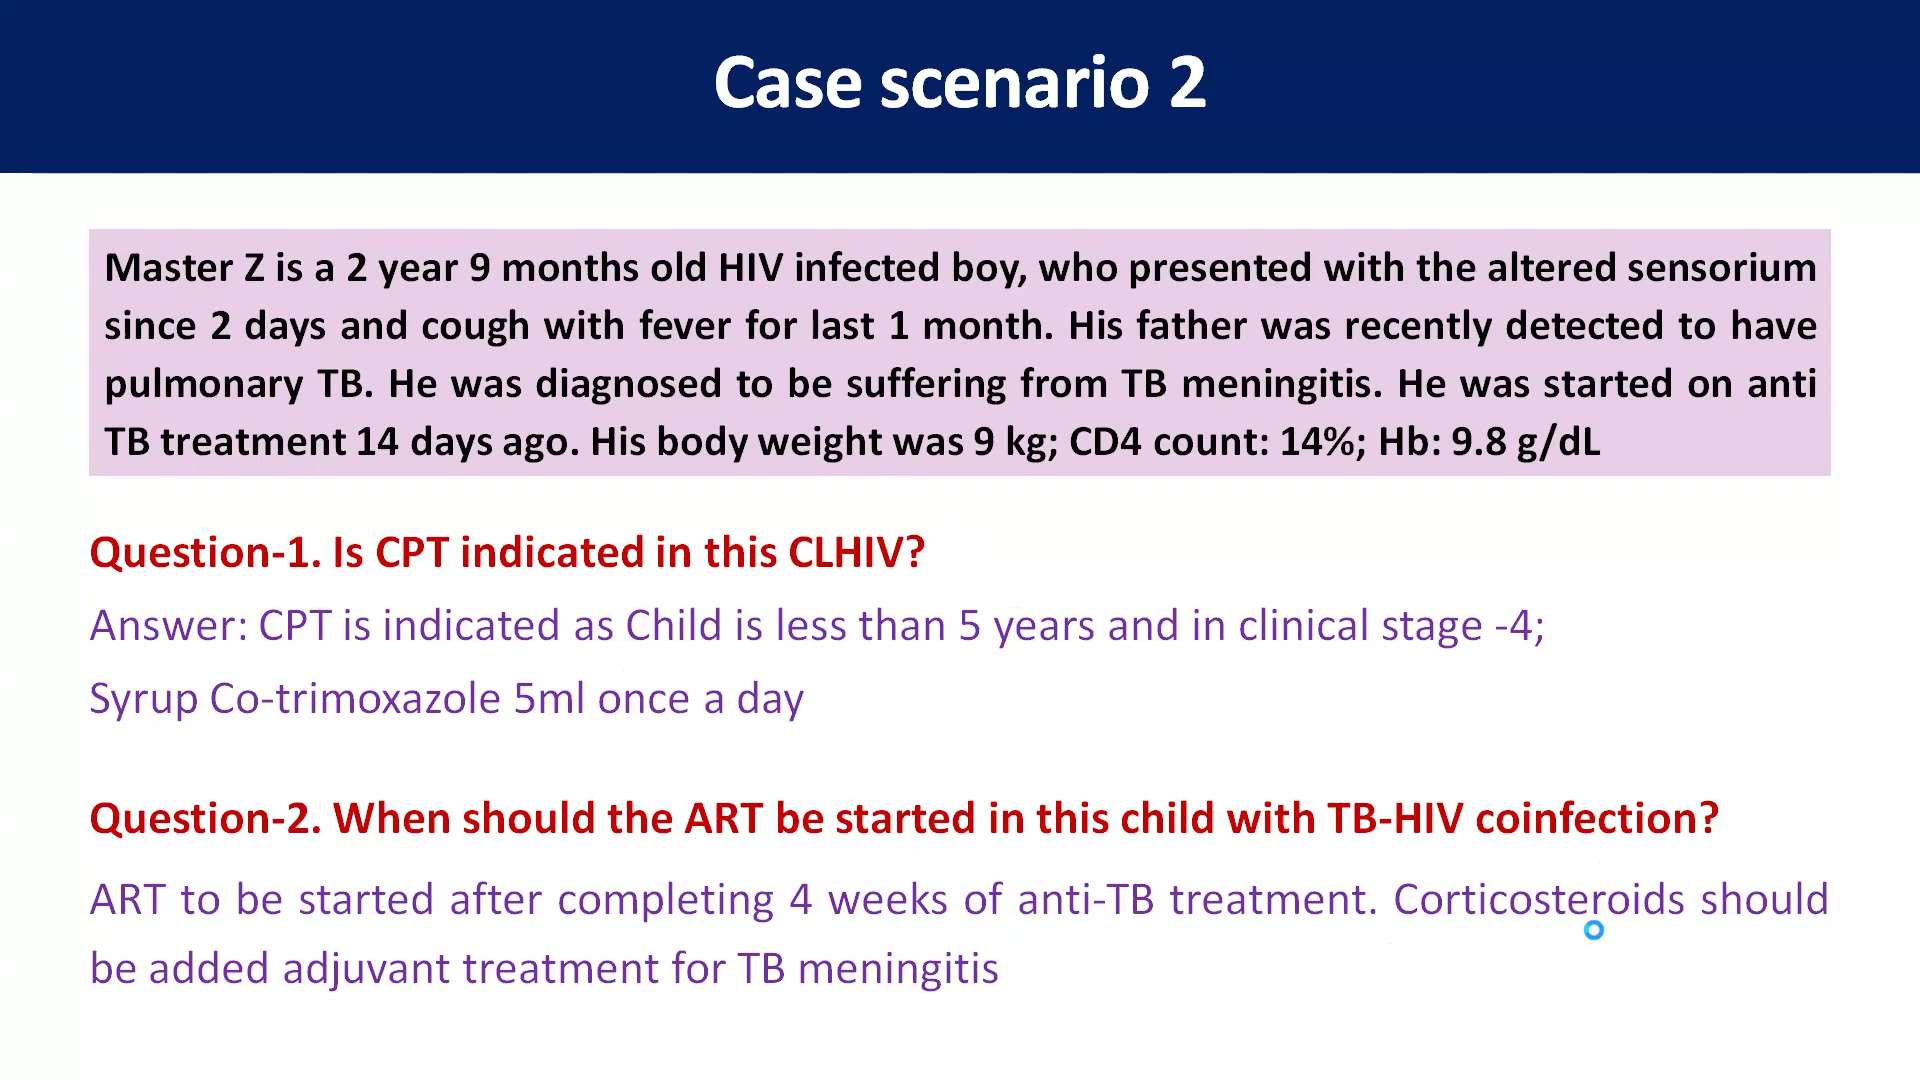 Case scenario 2
Master Z is a 2 year 9 months old HIV infected boy, who presented with the altered sensorium
since 2 days and cough with fever for last 1 month. His father was recently detected to have
pulmonary TB. He was diagnosed to be suffering from TB meningitis. He was started on anti
TB treatment 14 days ago. His body weight was 9 kg; CD4 count: 14%; Hb: 9.8 g/dL
Question-1. Is CPT indicated in this CLHIV?
Answer: CPT is indicated as Child is less than 5 years and in clinical stage -4;
Syrup Co-trimoxazole 5ml once a day
Question-2. When should the ART be started in this child with TB-HIV coinfection?
ART to be started after completing 4 weeks of anti-TB treatment. Corticosteroids should
be added adjuvant treatment for TB meningitis